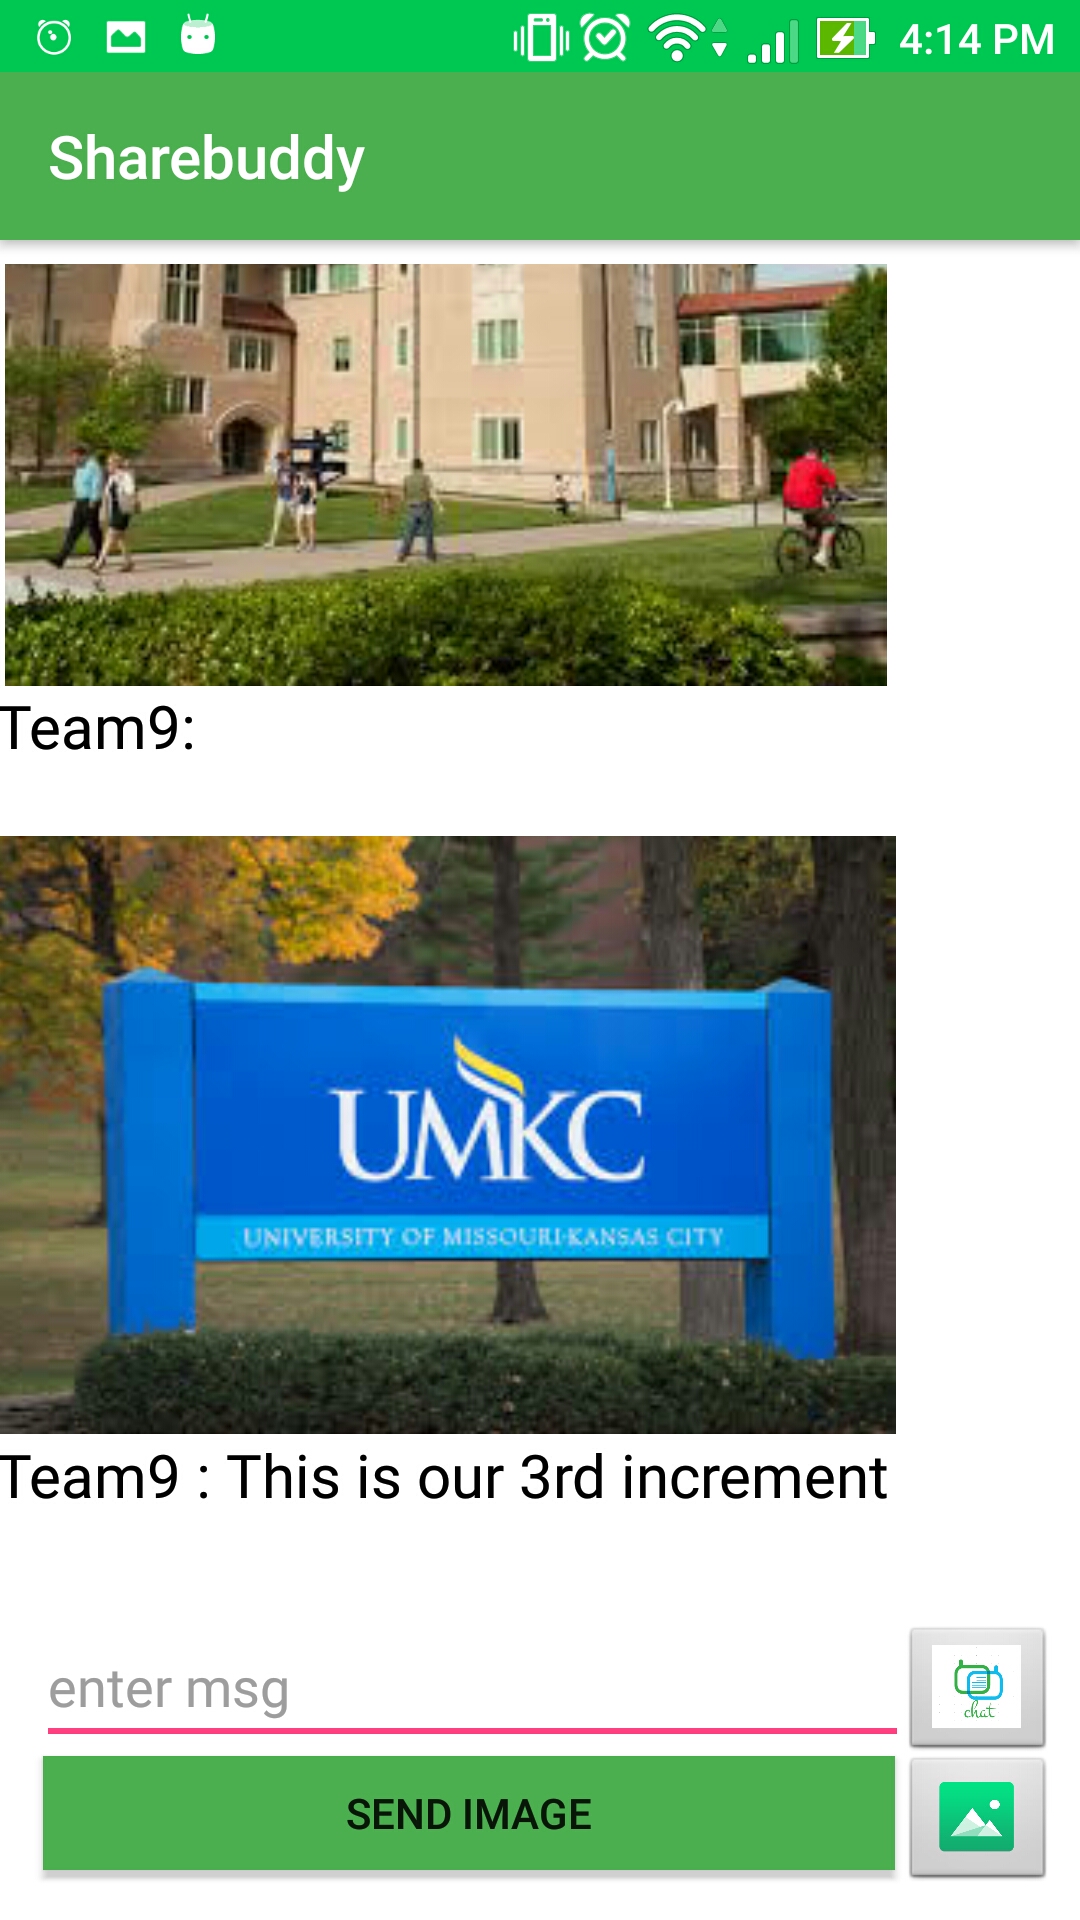 4:14 PM
Sharebuddy
Team9:
UMKC
UNIVERSITY OF MISSOURI-KANSAS CITY
Team9 : This is our 3rd increment
enter msg
chat
SEND IMAGE